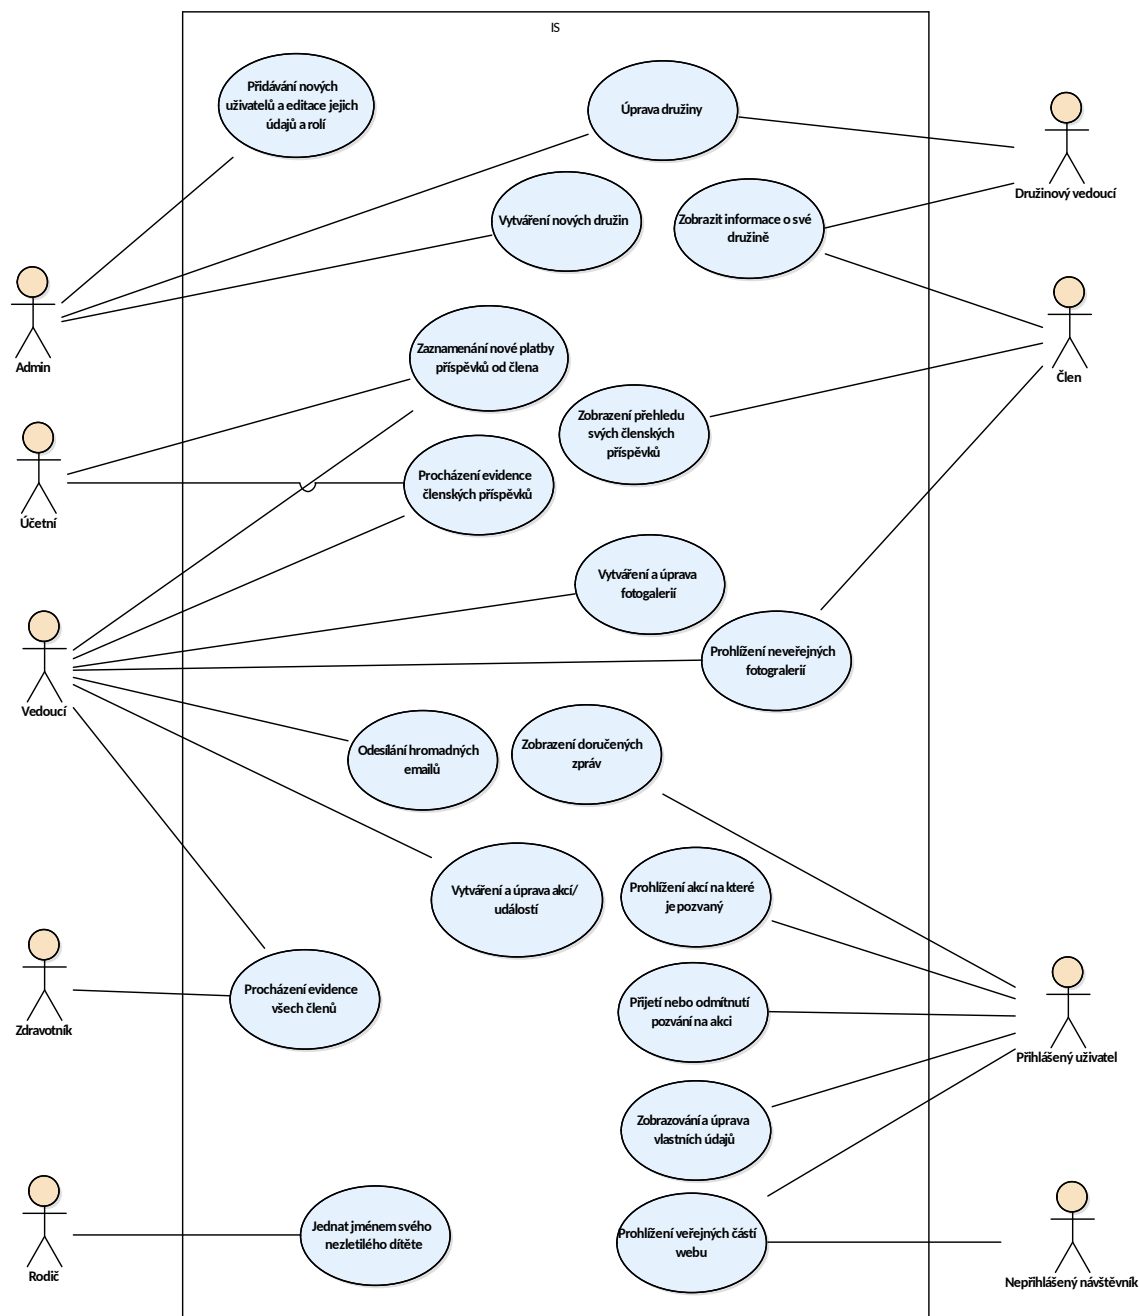 IS
Přidávání nových
uživatelů a editace jejich
údajů a rolí
Úprava družiny
Družinový vedoucí
Vytváření nových družin
Zobrazit informace o své
družině
Admin
Zaznamenání nové platby
příspěvků od člena
Člen
Zobrazení přehledu
svých členských
příspěvků
Účetní
Procházení evidence
členských příspěvků
Vytváření a úprava
fotogalerií
Prohlížení neveřejných
fotogralerií
Vedoucí
Odesílání hromadných
emailů
Zobrazení doručených
zpráv
Vytváření a úprava akcí/
událostí
Prohlížení akcí na které
je pozvaný
Zdravotník
Procházení evidence
všech členů
Přijetí nebo odmítnutí
pozvání na akci
Přihlášený uživatel
Zobrazování a úprava
vlastních údajů
Rodič
Jednat jménem svého
nezletilého dítěte
Prohlížení veřejných částí
webu
Nepřihlášený návštěvník